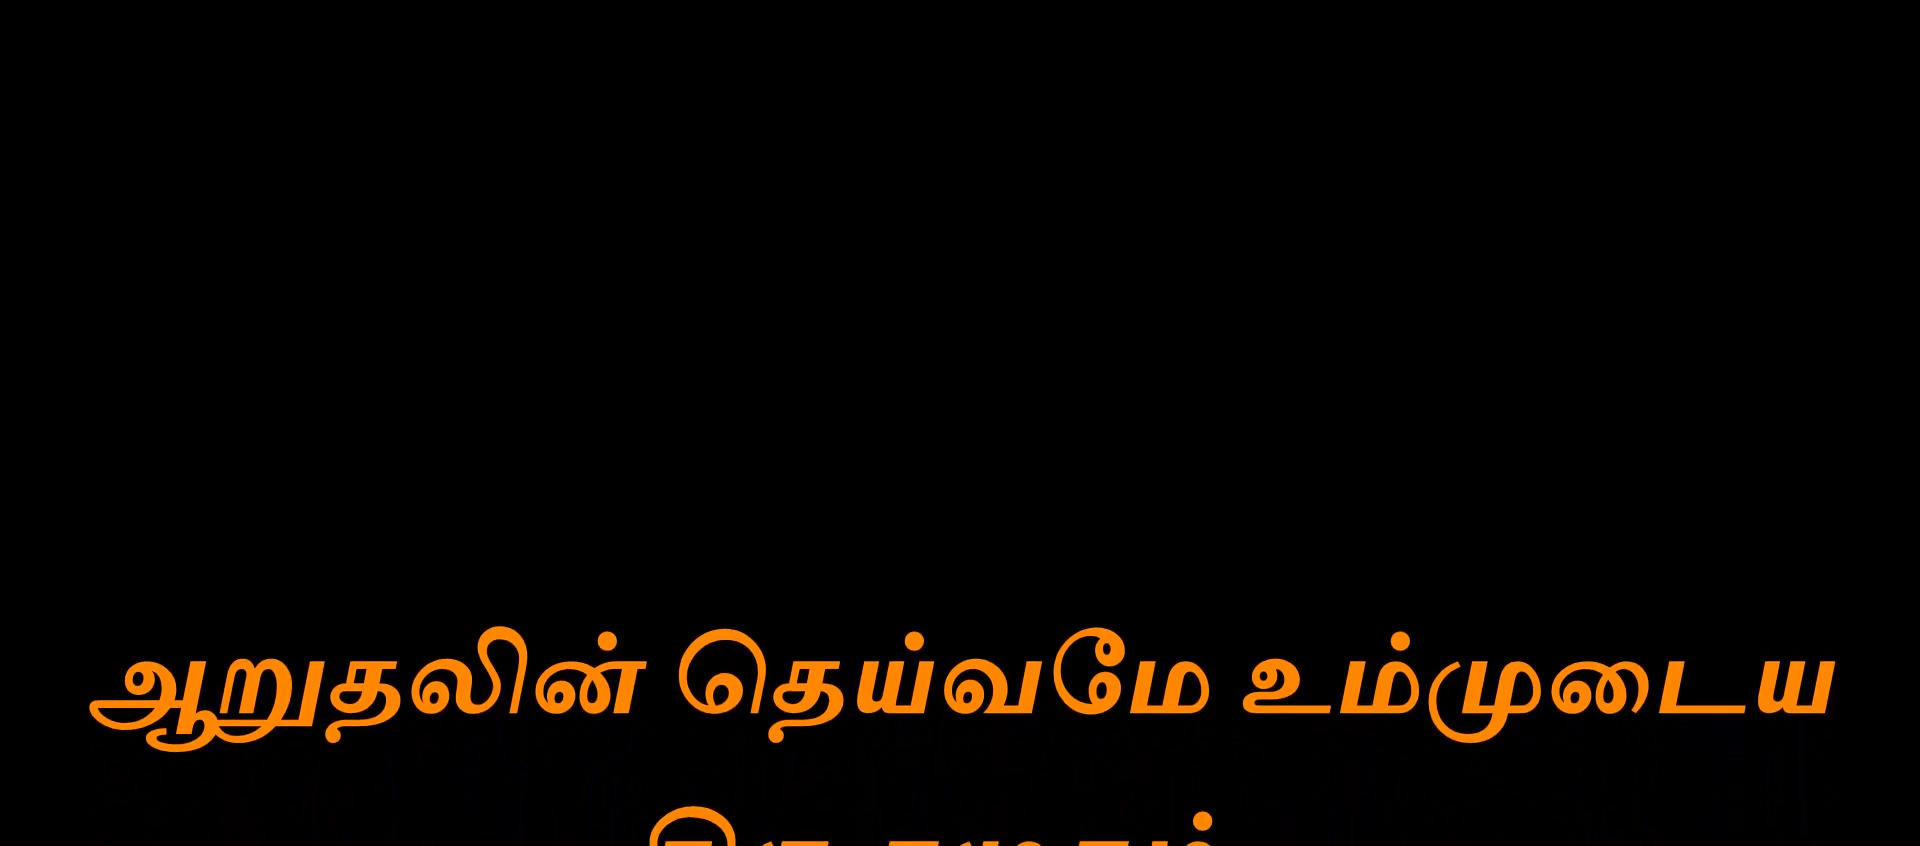 ஆறுதலின் தெய்வமே உம்முடைய